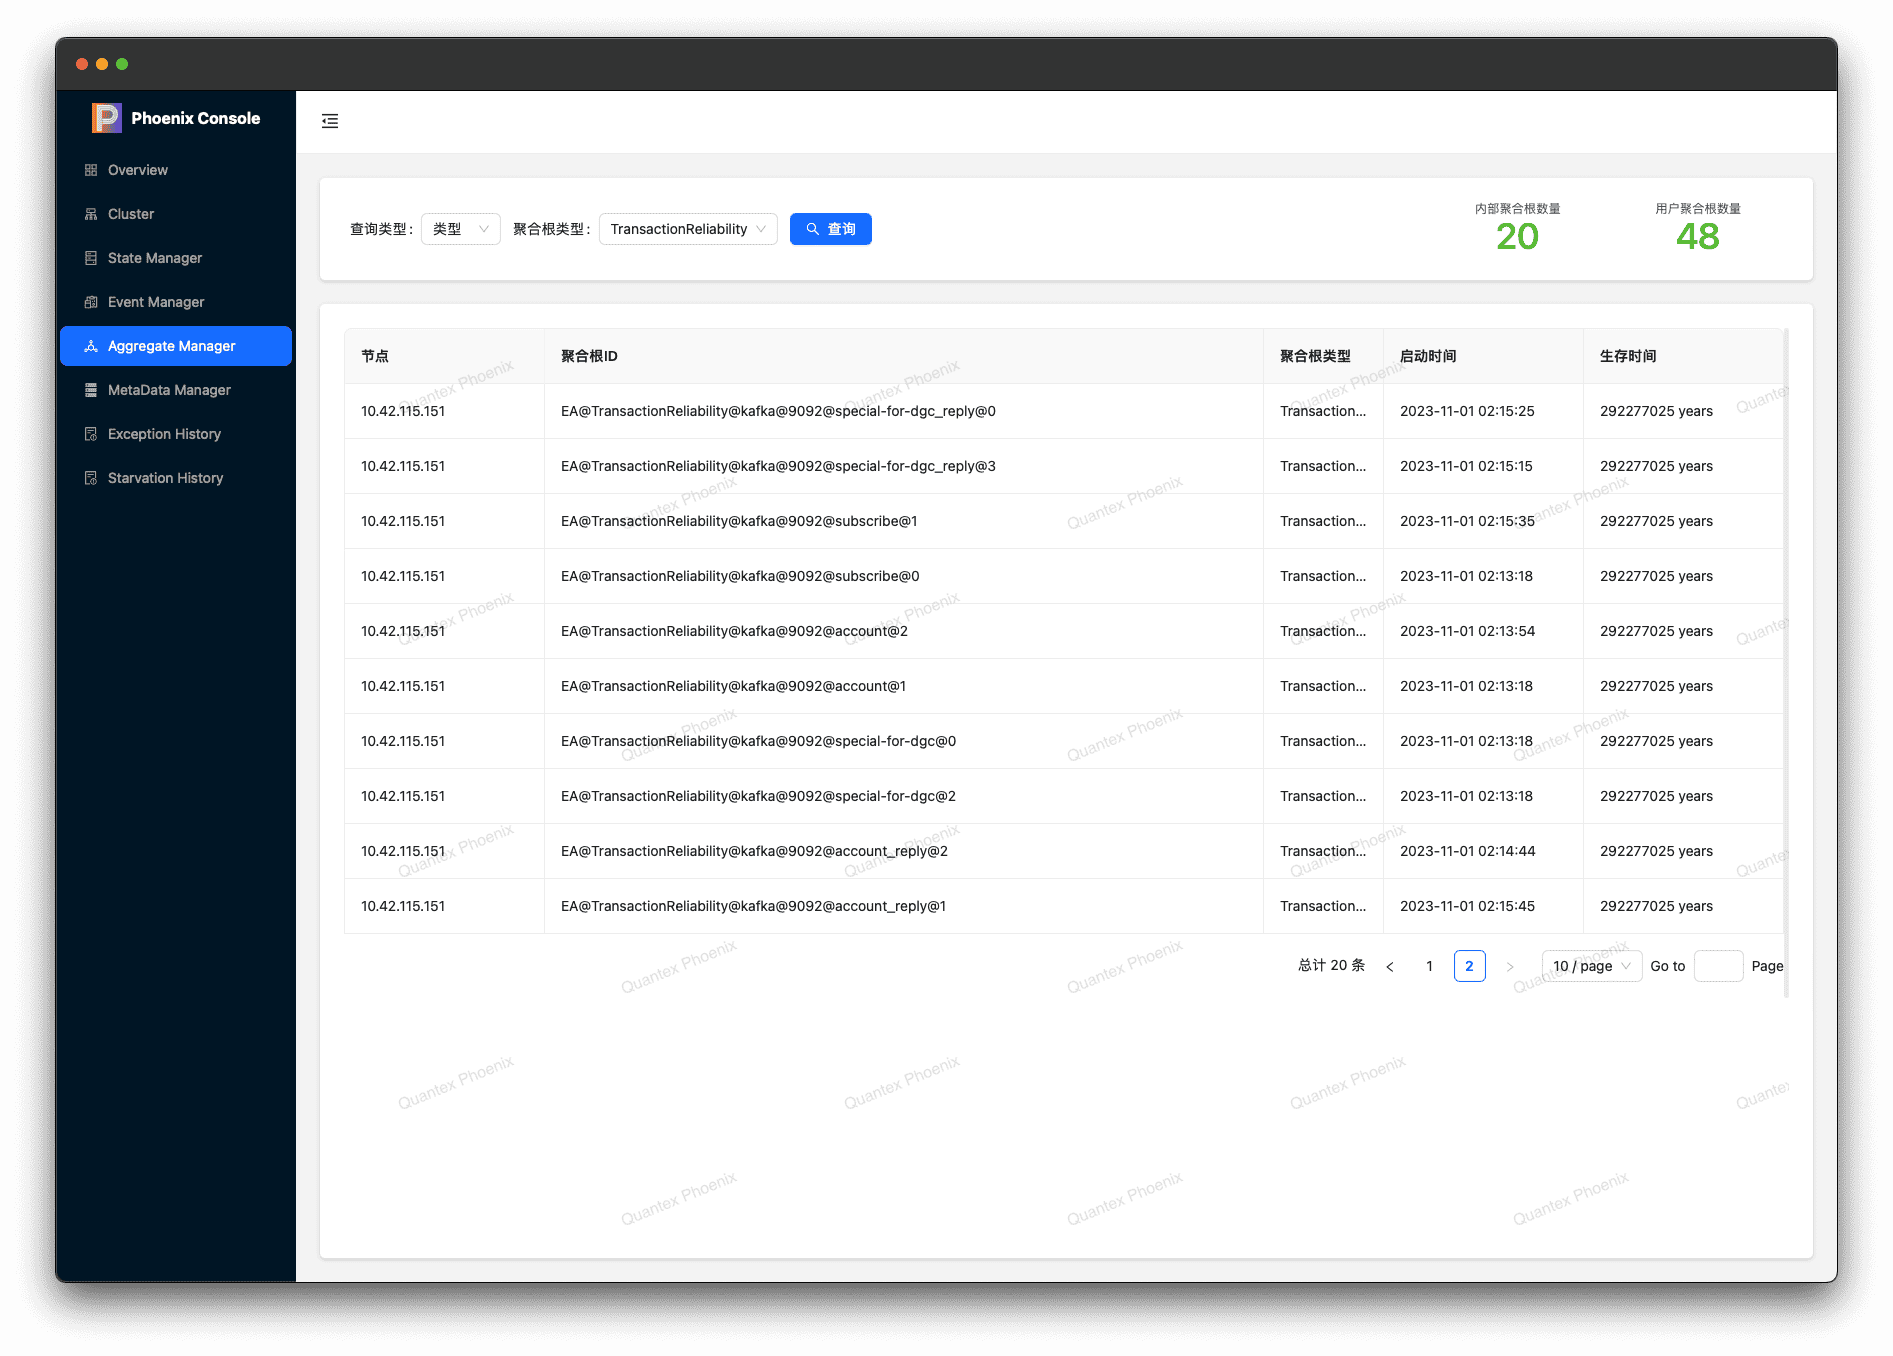 Phoenix Console
Overview
Cluster
State Manager
Event Manager
Aggregate Manager
MetaData Manager
Exception History
Starvation History
查询类型： 类型 聚合根类型： TransactionReliability 查询
内部聚合根数量
20
用户聚合根数量
48
节点 聚合根ID 聚合根类型 启动时间 生存时间
10.42.115.151 EA@TransactionReliability@kafka@9092@special-for-dgc_reply@0 Transaction... 2023-11-01 02:15:25 292277025 years
10.42.115.151 EA@TransactionReliability@kafka@9092@special-for-dgc_reply@3 Transaction... 2023-11-01 02:15:15 292277025 years
10.42.115.151 EA@TransactionReliability@kafka@9092@subscribe@1 Transaction... 2023-11-01 02:15:35 292277025 years
10.42.115.151 EA@TransactionReliability@kafka@9092@subscribe@0 Transaction... 2023-11-01 02:13:18 292277025 years
10.42.115.151 EA@TransactionReliability@kafka@9092@account@2 Transaction... 2023-11-01 02:13:54 292277025 years
10.42.115.151 EA@TransactionReliability@kafka@9092@account@1 Transaction... 2023-11-01 02:13:18 292277025 years
10.42.115.151 EA@TransactionReliability@kafka@9092@special-for-dgc@0 Transaction... 2023-11-01 02:13:18 292277025 years
10.42.115.151 EA@TransactionReliability@kafka@9092@special-for-dgc@2 Transaction... 2023-11-01 02:13:18 292277025 years
10.42.115.151 EA@TransactionReliability@kafka@9092@account_reply@2 Transaction... 2023-11-01 02:14:44 292277025 years
10.42.115.151 EA@TransactionReliability@kafka@9092@account_reply@1 Transaction... 2023-11-01 02:15:45 292277025 years
总计 20 条 < 1 2 > 10 / page Go to Page
Quantex Phoenix